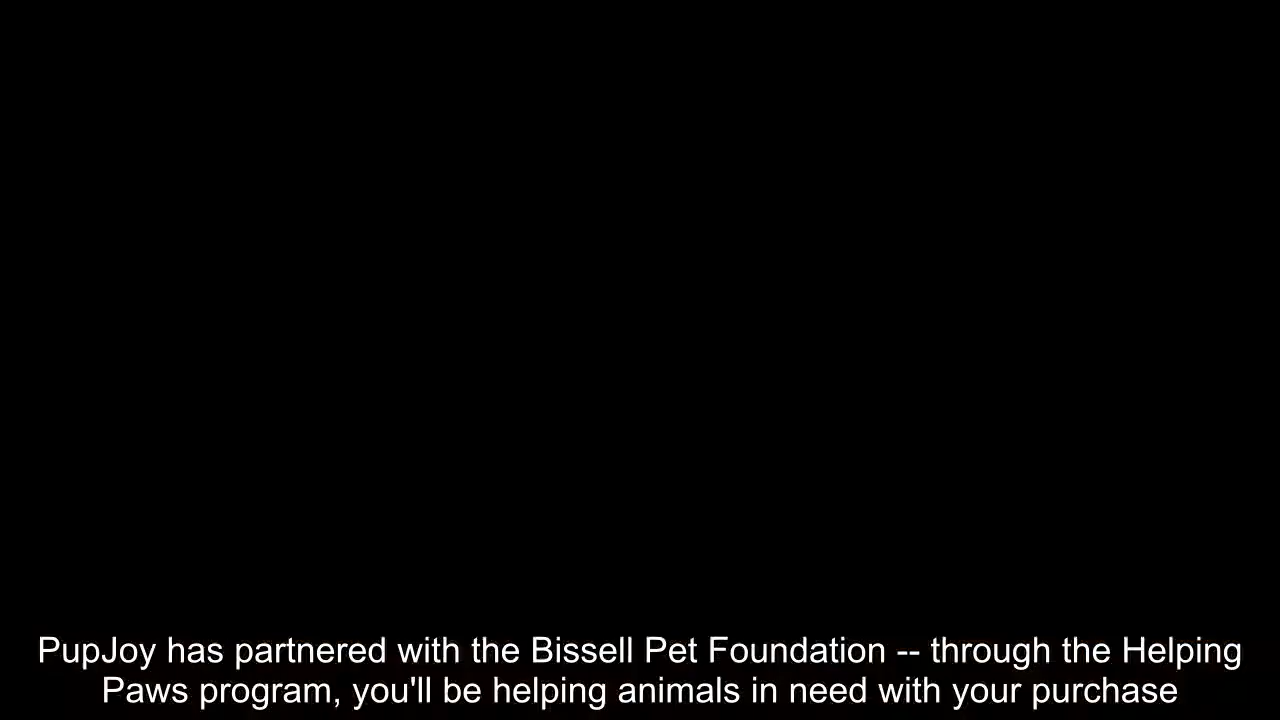 PupJoy has partnered with the Bissell Pet Foundation -- through the Helping
Paws program, you'll be helping animals in need with your purchase